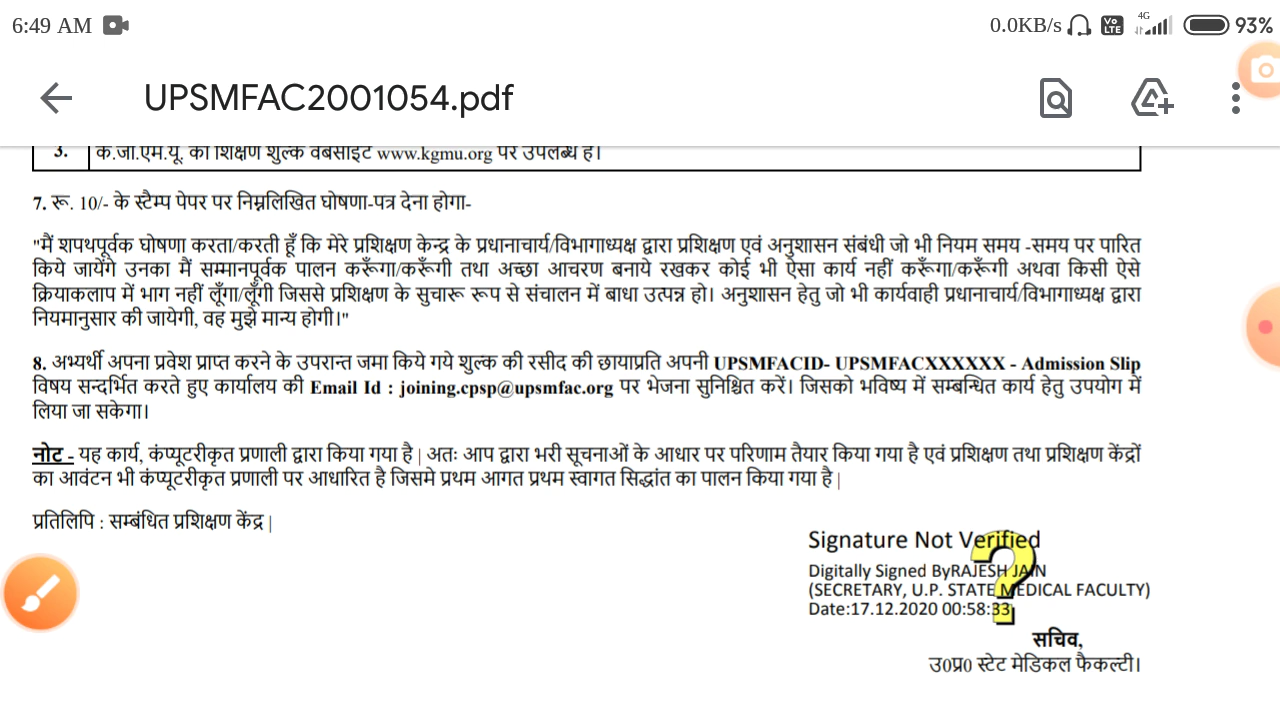 6:49 AM 0.0KB/s Vo LTE 4G 93%
UPSMFAC2001054.pdf
3. क.जी.एम.यू. का शिक्षण शुल्क वेबसाइट www.kgmu.org पर उपलब्ध है।
7. रू. 10/- के स्टैम्प पेपर पर निम्नलिखित घोषणा-पत्र देना होगा-
"मैं शपथपूर्वक घोषणा करता/करती हूँ कि मेरे प्रशिक्षण केन्द्र के प्रधानाचार्य/विभागाध्यक्ष द्वारा प्रशिक्षण एवं अनुशासन संबंधी जो भी नियम समय -समय पर पारित
किये जायेंगे उनका मैं सम्मानपूर्वक पालन करूँगा/करूँगी तथा अच्छा आचरण बनाये रखकर कोई भी ऐसा कार्य नहीं करूँगा/करूँगी अथवा किसी ऐसे
क्रियाकलाप में भाग नहीं लूँगा/लूँगी जिससे प्रशिक्षण के सुचारू रूप से संचालन में बाधा उत्पन्न हो। अनुशासन हेतु जो भी कार्यवाही प्रधानाचार्य/विभागाध्यक्ष द्वारा
नियमानुसार की जायेगी, वह मुझे मान्य होगी।"
8. अभ्यर्थी अपना प्रवेश प्राप्त करने के उपरान्त जमा किये गये शुल्क की रसीद की छायाप्रति अपनी UPSMFACID- UPSMFACXXXXXX - Admission Slip
विषय सन्दर्भित करते हुए कार्यालय की Email Id : joining.cpsp@upsmfac.org पर भेजना सुनिश्चित करें। जिसको भविष्य में सम्बन्धित कार्य हेतु उपयोग में
लिया जा सकेगा।
नोट - यह कार्य, कंप्यूटरीकृत प्रणाली द्वारा किया गया है | अतः आप द्वारा भरी सूचनाओं के आधार पर परिणाम तैयार किया गया है एवं प्रशिक्षण तथा प्रशिक्षण केंद्रों
का आवंटन भी कंप्यूटरीकृत प्रणाली पर आधारित है जिसमे प्रथम आगत प्रथम स्वागत सिद्धांत का पालन किया गया है |
प्रतिलिपि : सम्बंधित प्रशिक्षण केंद्र |
Signature Not Verified
Digitally Signed ByRAJESH JAIN
(SECRETARY, U.P. STATE MEDICAL FACULTY)
Date:17.12.2020 00:58:33
सचिव,
उ0प्र0 स्टेट मेडिकल फैकल्टी।